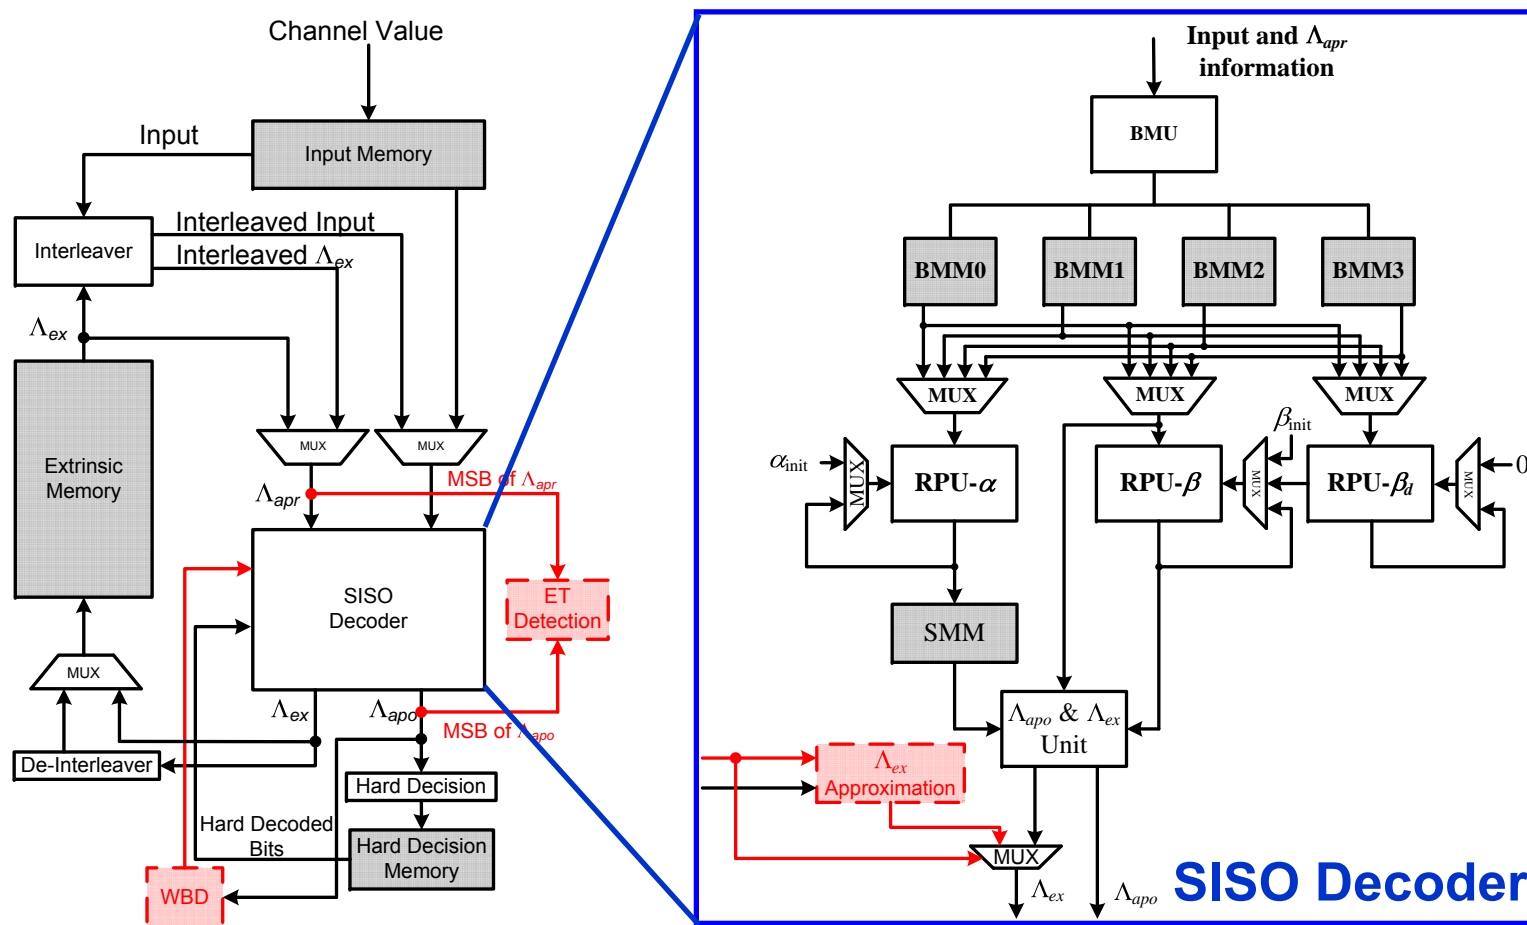 Channel Value
Input
Input Memory
Interleaver
Interleaved Input
Interleaved Λex
Λex
Extrinsic
Memory
MUX
MUX
Λapr
MSB of Λapr
SISO
Decoder
ET
Detection
MUX
Λex
Λapo
MSB of Λapo
De-Interleaver
Hard Decision
Hard Decoded
Bits
Hard Decision
Memory
WBD
Input and Λapr
information
BMU
BMM0
BMM1
BMM2
BMM3
MUX
MUX
MUX
αinit
MUX
RPU-α
RPU-β
βinit
MUX
RPU-βd
MUX
0
SMM
Λapo & Λex
Unit
Λex
Approximation
MUX
Λex
Λapo
SISO Decoder